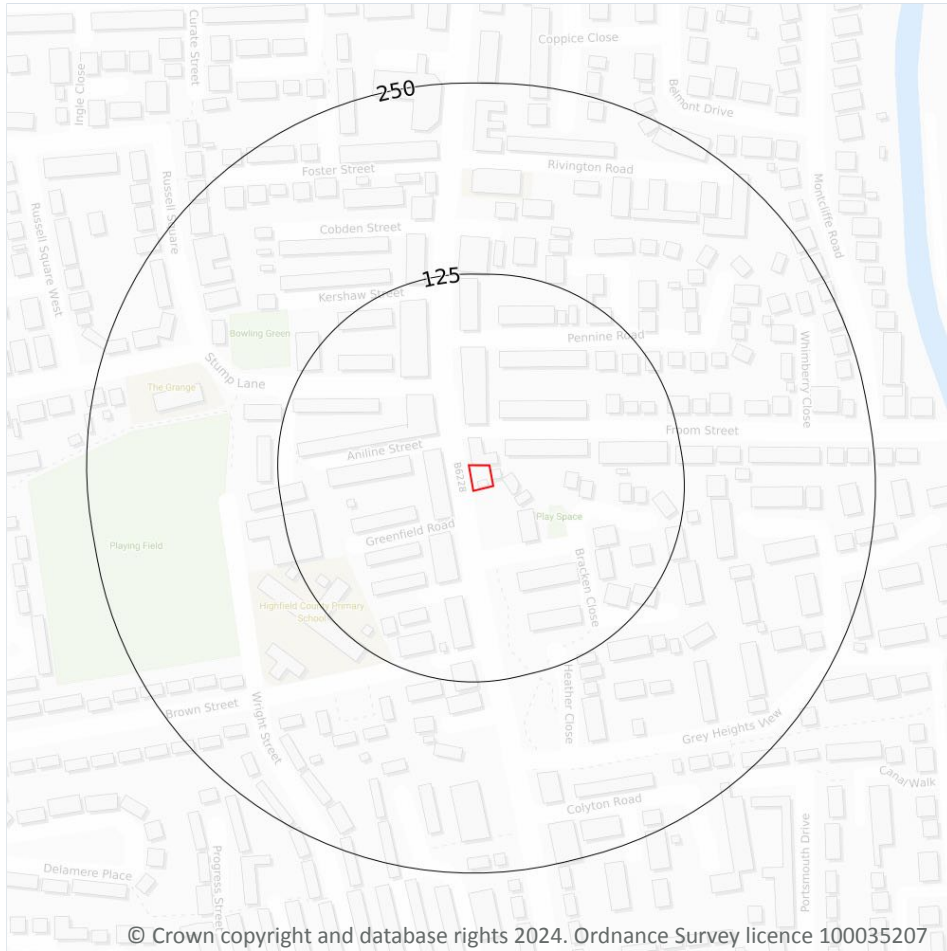 Coppice Close
Curate Street
Ingle Close
250
Belmont Drive
Foster Street
Rivington Road
Russell Square
Montcliffe Road
Russell Square West
Cobden Street
125
Kershaw Street
Bowling Green
Pennine Road
Whimberry Close
Stump Lane
The Grange
Froom Street
Aniline Street
B6228
Play Space
Greenfield Road
Playing Field
Bracken Close
Highfield County Primary
School
Heather Close
Brown Street
Wright Street
Grey Heights View
Canal Walk
Colyton Road
Portsmouth Drive
Delamere Place
Progress Street
© Crown copyright and database rights 2024. Ordnance Survey licence 100035207